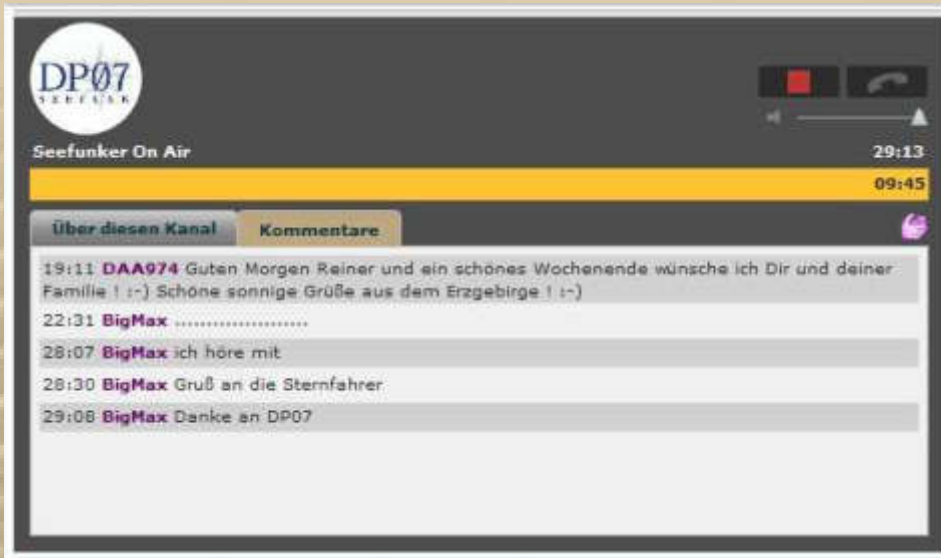 DP07
SEEFUNK
Seefunker On Air
29:13
09:45
Über diesen Kanal
Kommentare
19:11 DAA974 Guten Morgen Reiner und ein schönes Wochenende wünsche ich Dir und deiner
Familie ! :-) Schöne sonnige Grüße aus dem Erzgebirge ! :-)
22:31 BigMax ......................
28:07 BigMax ich höre mit
28:30 BigMax Gruß an die Sternfahrer
29:08 BigMax Danke an DP07